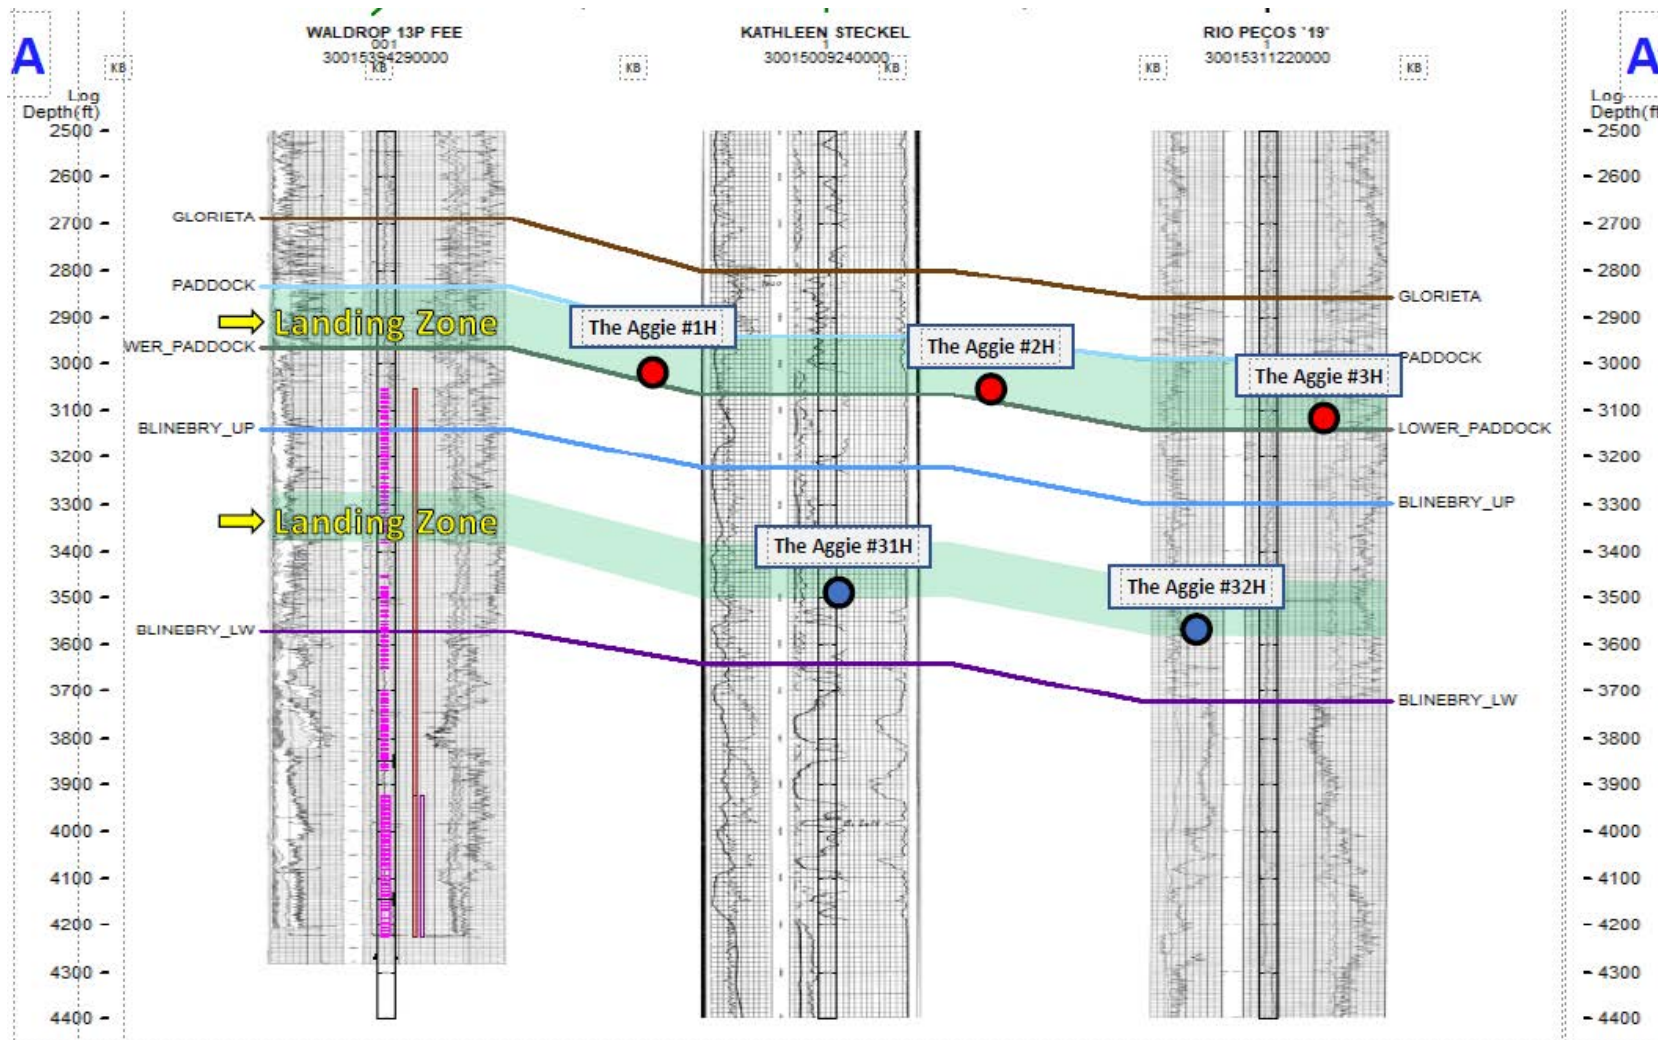 WALDROP 13P FEE
001
30015394290000
KATHLEEN STECKEL
1
30015009240000
RIO PECOS '19'
1
30015311220000
A
A
KB
KB
KB
KB
KB
KB
Log
Depth(ft)
Log
Depth(ft
2500
2600
2700
2800
2900
3000
3100
3200
3300
3400
3500
3600
3700
3800
3900
4000
4100
4200
4300
4400
GLORIETA
PADDOCK
WER_PADDOCK
BLINEBRY_UP
BLINEBRY_LW
Landing Zone
Landing Zone
The Aggie #1H
The Aggie #2H
The Aggie #3H
The Aggie #31H
The Aggie #32H
GLORIETA
PADDOCK
LOWER_PADDOCK
BLINEBRY_UP
BLINEBRY_LW
2500
2600
2700
2800
2900
3000
3100
3200
3300
3400
3500
3600
3700
3800
3900
4000
4100
4200
4300
4400